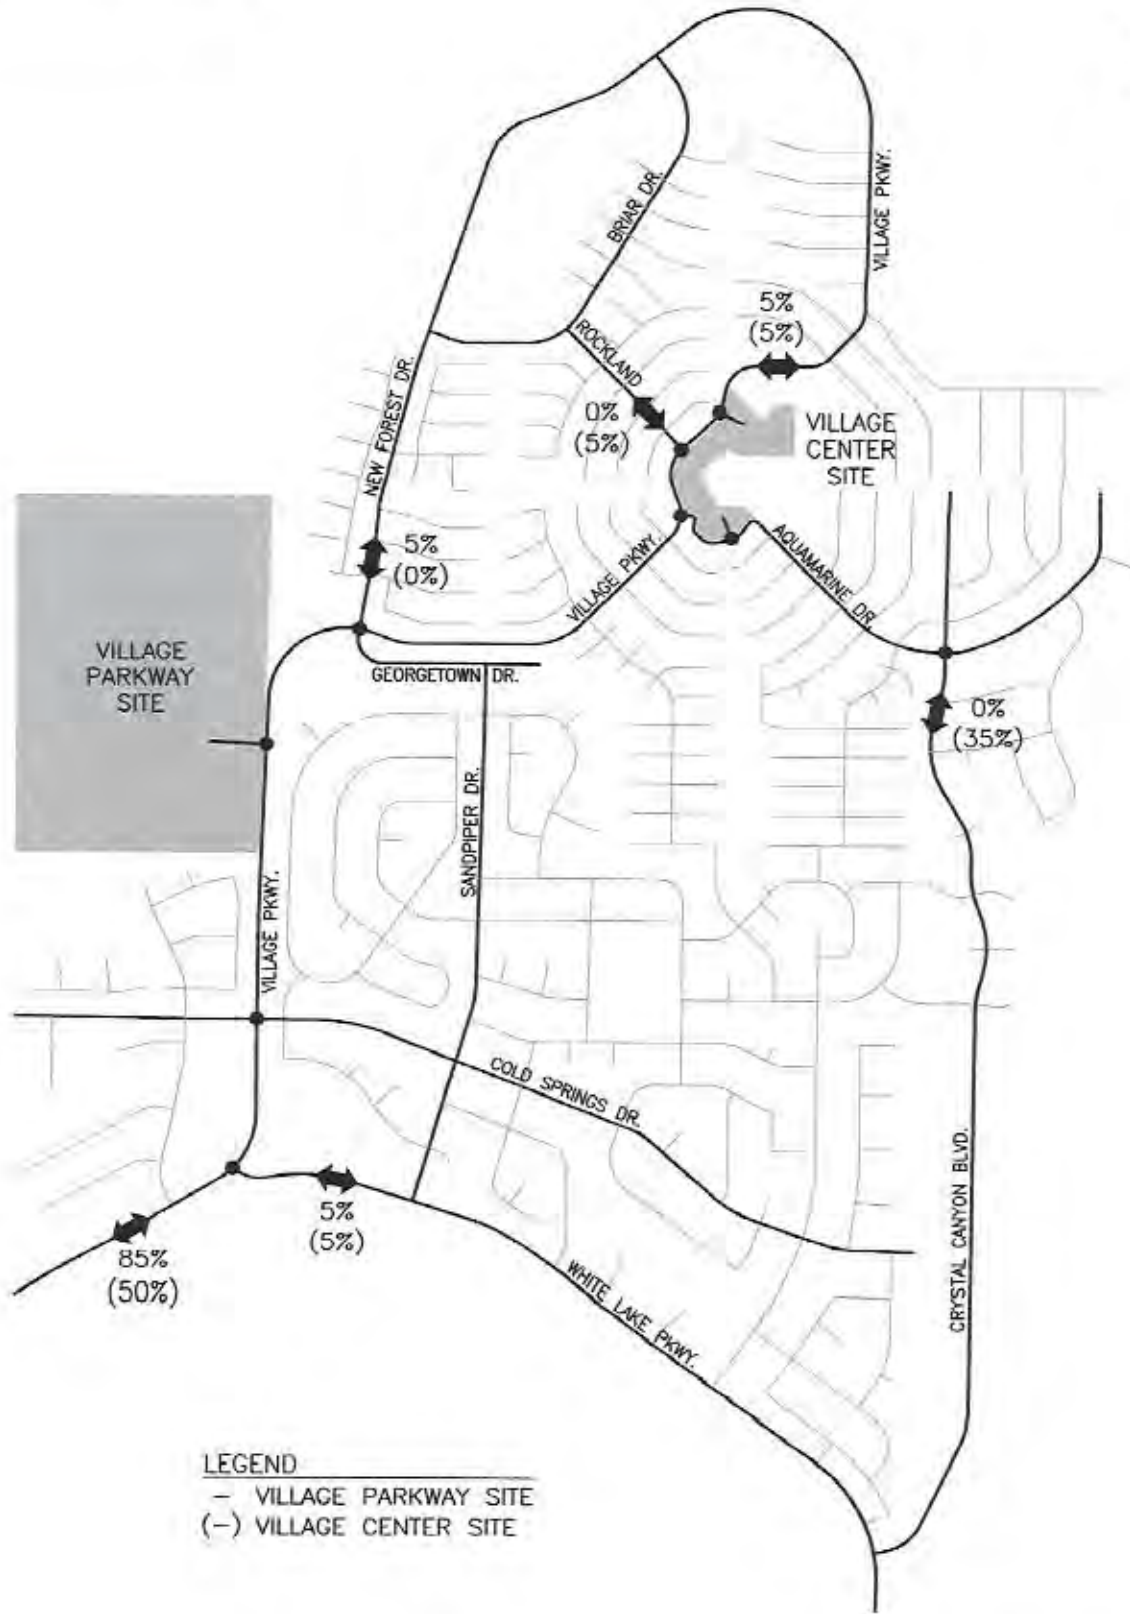 VILLAGE PKWY.
BRIAR DR.
5%
(5%)
ROCKLAND
0%
(5%)
VILLAGE
CENTER
SITE
NEW FOREST DR.
5%
(0%)
VILLAGE PKWY.
AQUAMARINE DR.
VILLAGE
PARKWAY
SITE
GEORGETOWN DR.
0%
(35%)
SANDPIPER DR.
VILLAGE PKWY.
COLD SPRINGS DR.
CRYSTAL CANYON BLVD.
5%
(5%)
85%
(50%)
WHITE LAKE PKWY.
LEGEND
– VILLAGE PARKWAY SITE
(–) VILLAGE CENTER SITE